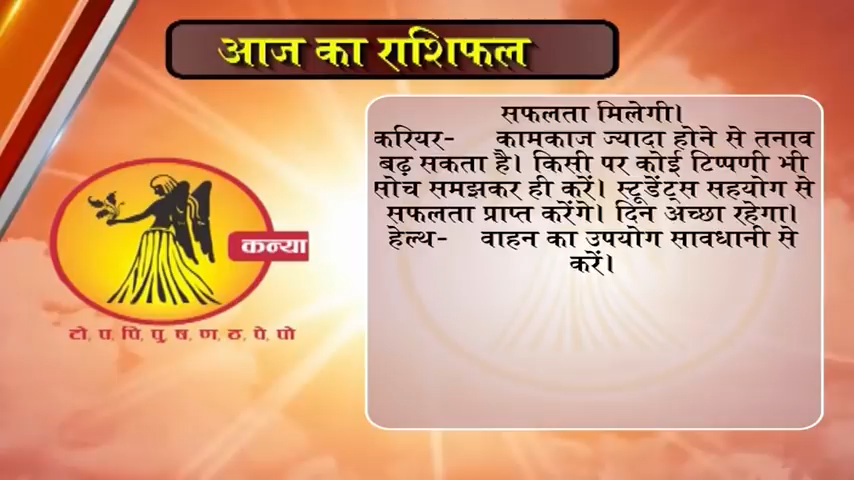 आज का राशिफल
सफलता मिलेगी।
करियर- कामकाज ज्यादा होने से तनाव
बढ़ सकता है। किसी पर कोई टिप्पणी भी
सोच समझकर ही करें। स्टूडेंट्स सहयोग से
सफलता प्राप्त करेंगे। दिन अच्छा रहेगा।
हेल्थ- वाहन का उपयोग सावधानी से
करें।
कन्या
टो, प, पि, पु, ष, ण, ठ, पे, पो